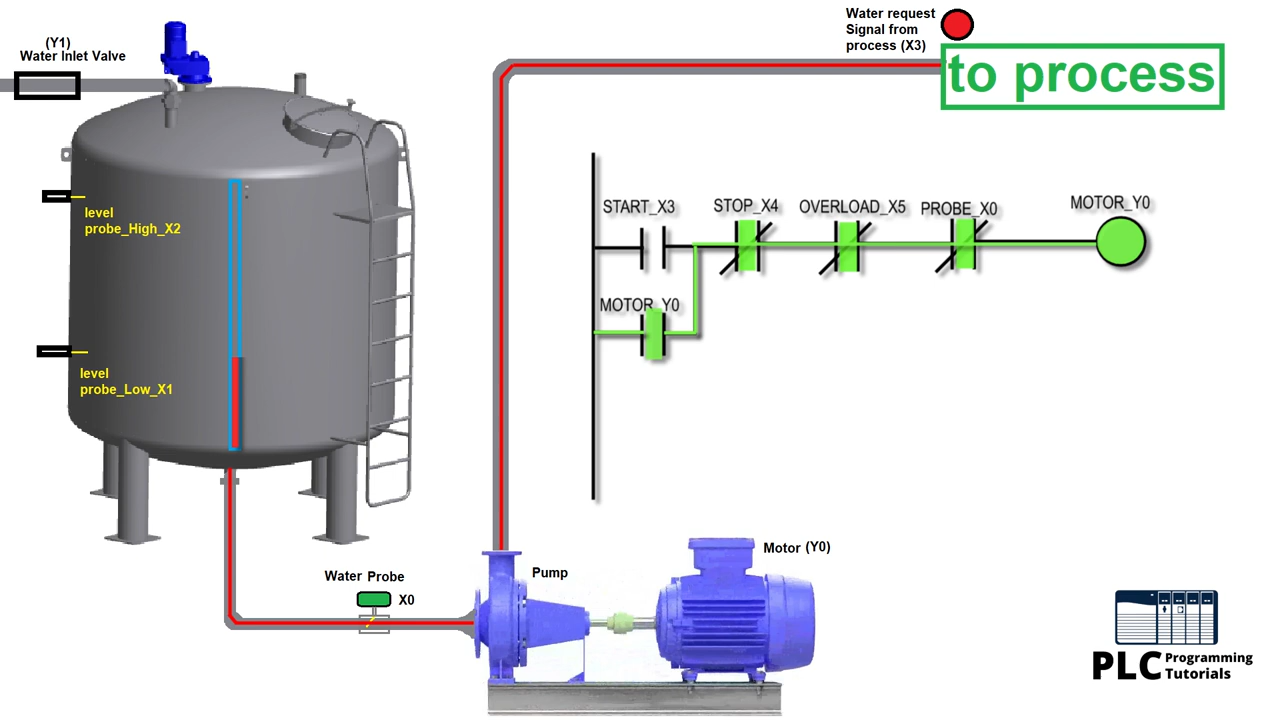 (Y1)
Water Inlet Valve
Water request
Signal from
process (X3)
to process
level
probe_High_X2
level
probe_Low_X1
START_X3
STOP_X4
OVERLOAD_X5
PROBE_X0
MOTOR_Y0
MOTOR_Y0
Water Probe
X0
Pump
Motor (Y0)
PLC Programming
Tutorials